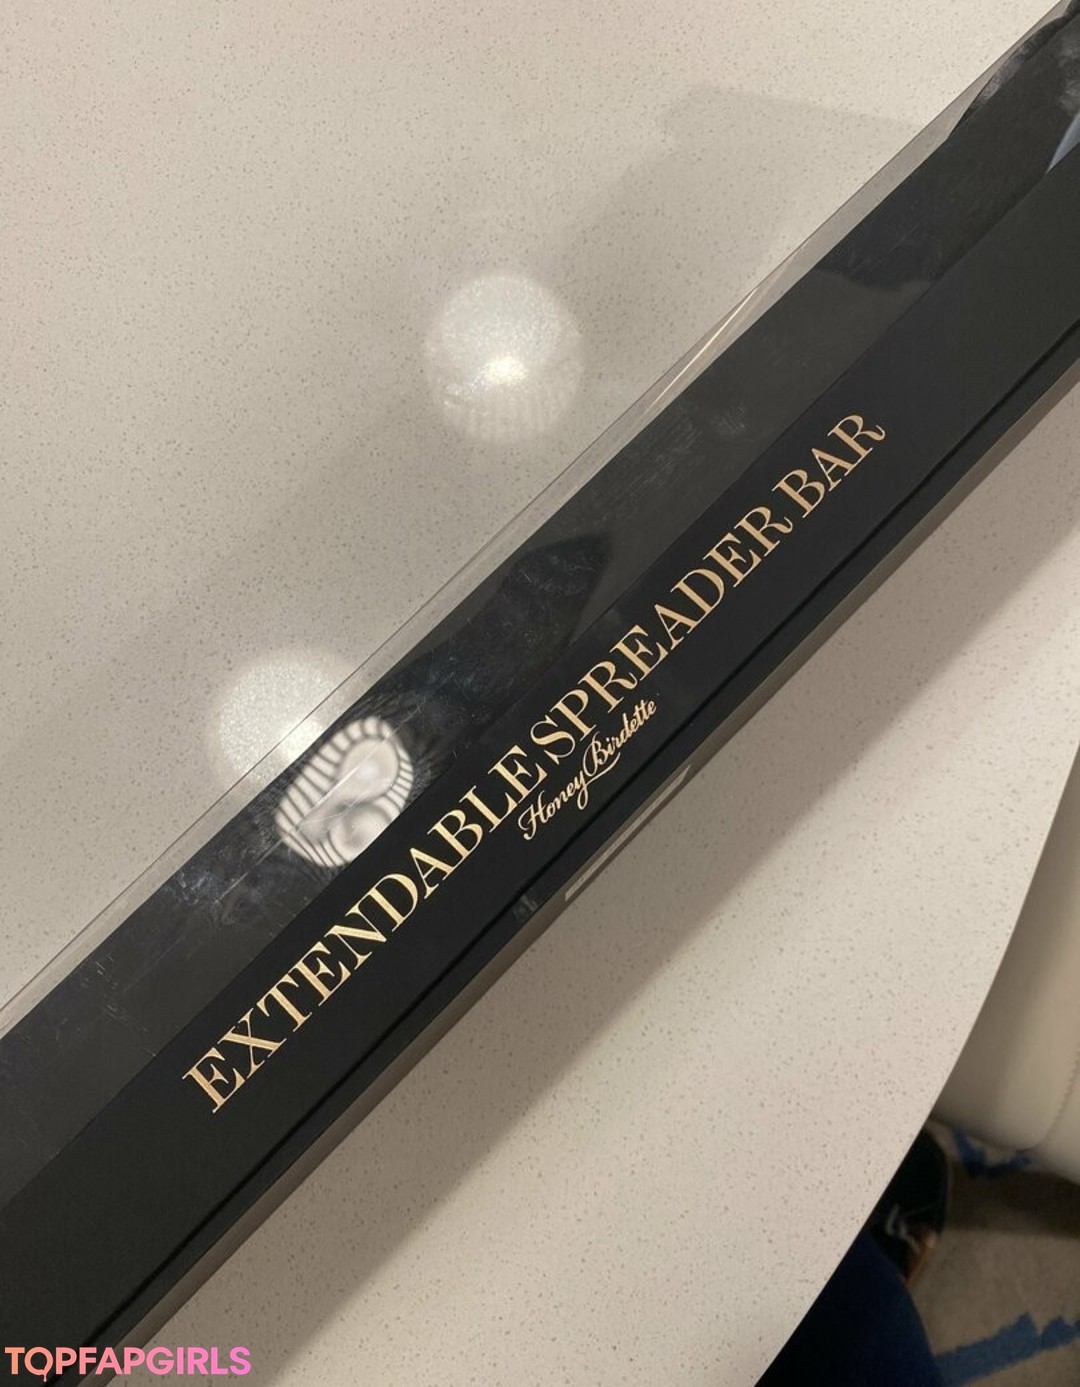 EXTENDABLE SPREADER BAR
Honey Birdette
TOPFAPGIRLS